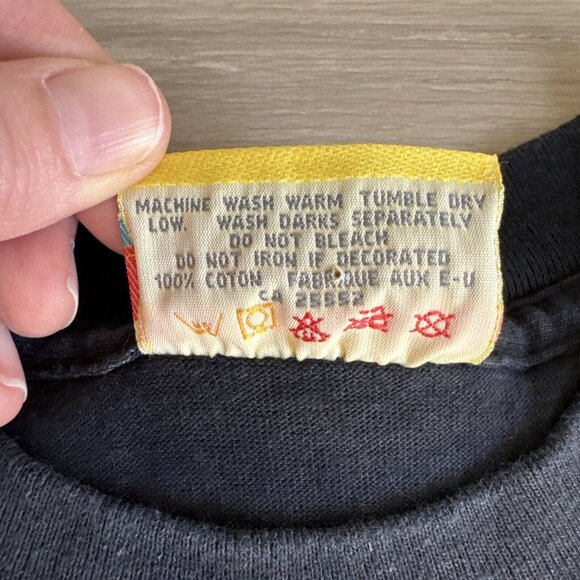 MACHINE WASH WARM TUMBLE DRY
LOW. WASH DARKS SEPARATELY
DO NOT BLEACH
DO NOT IRON IF DECORATED
100% COTON FABRIQUE AUX E-U
CA 25552